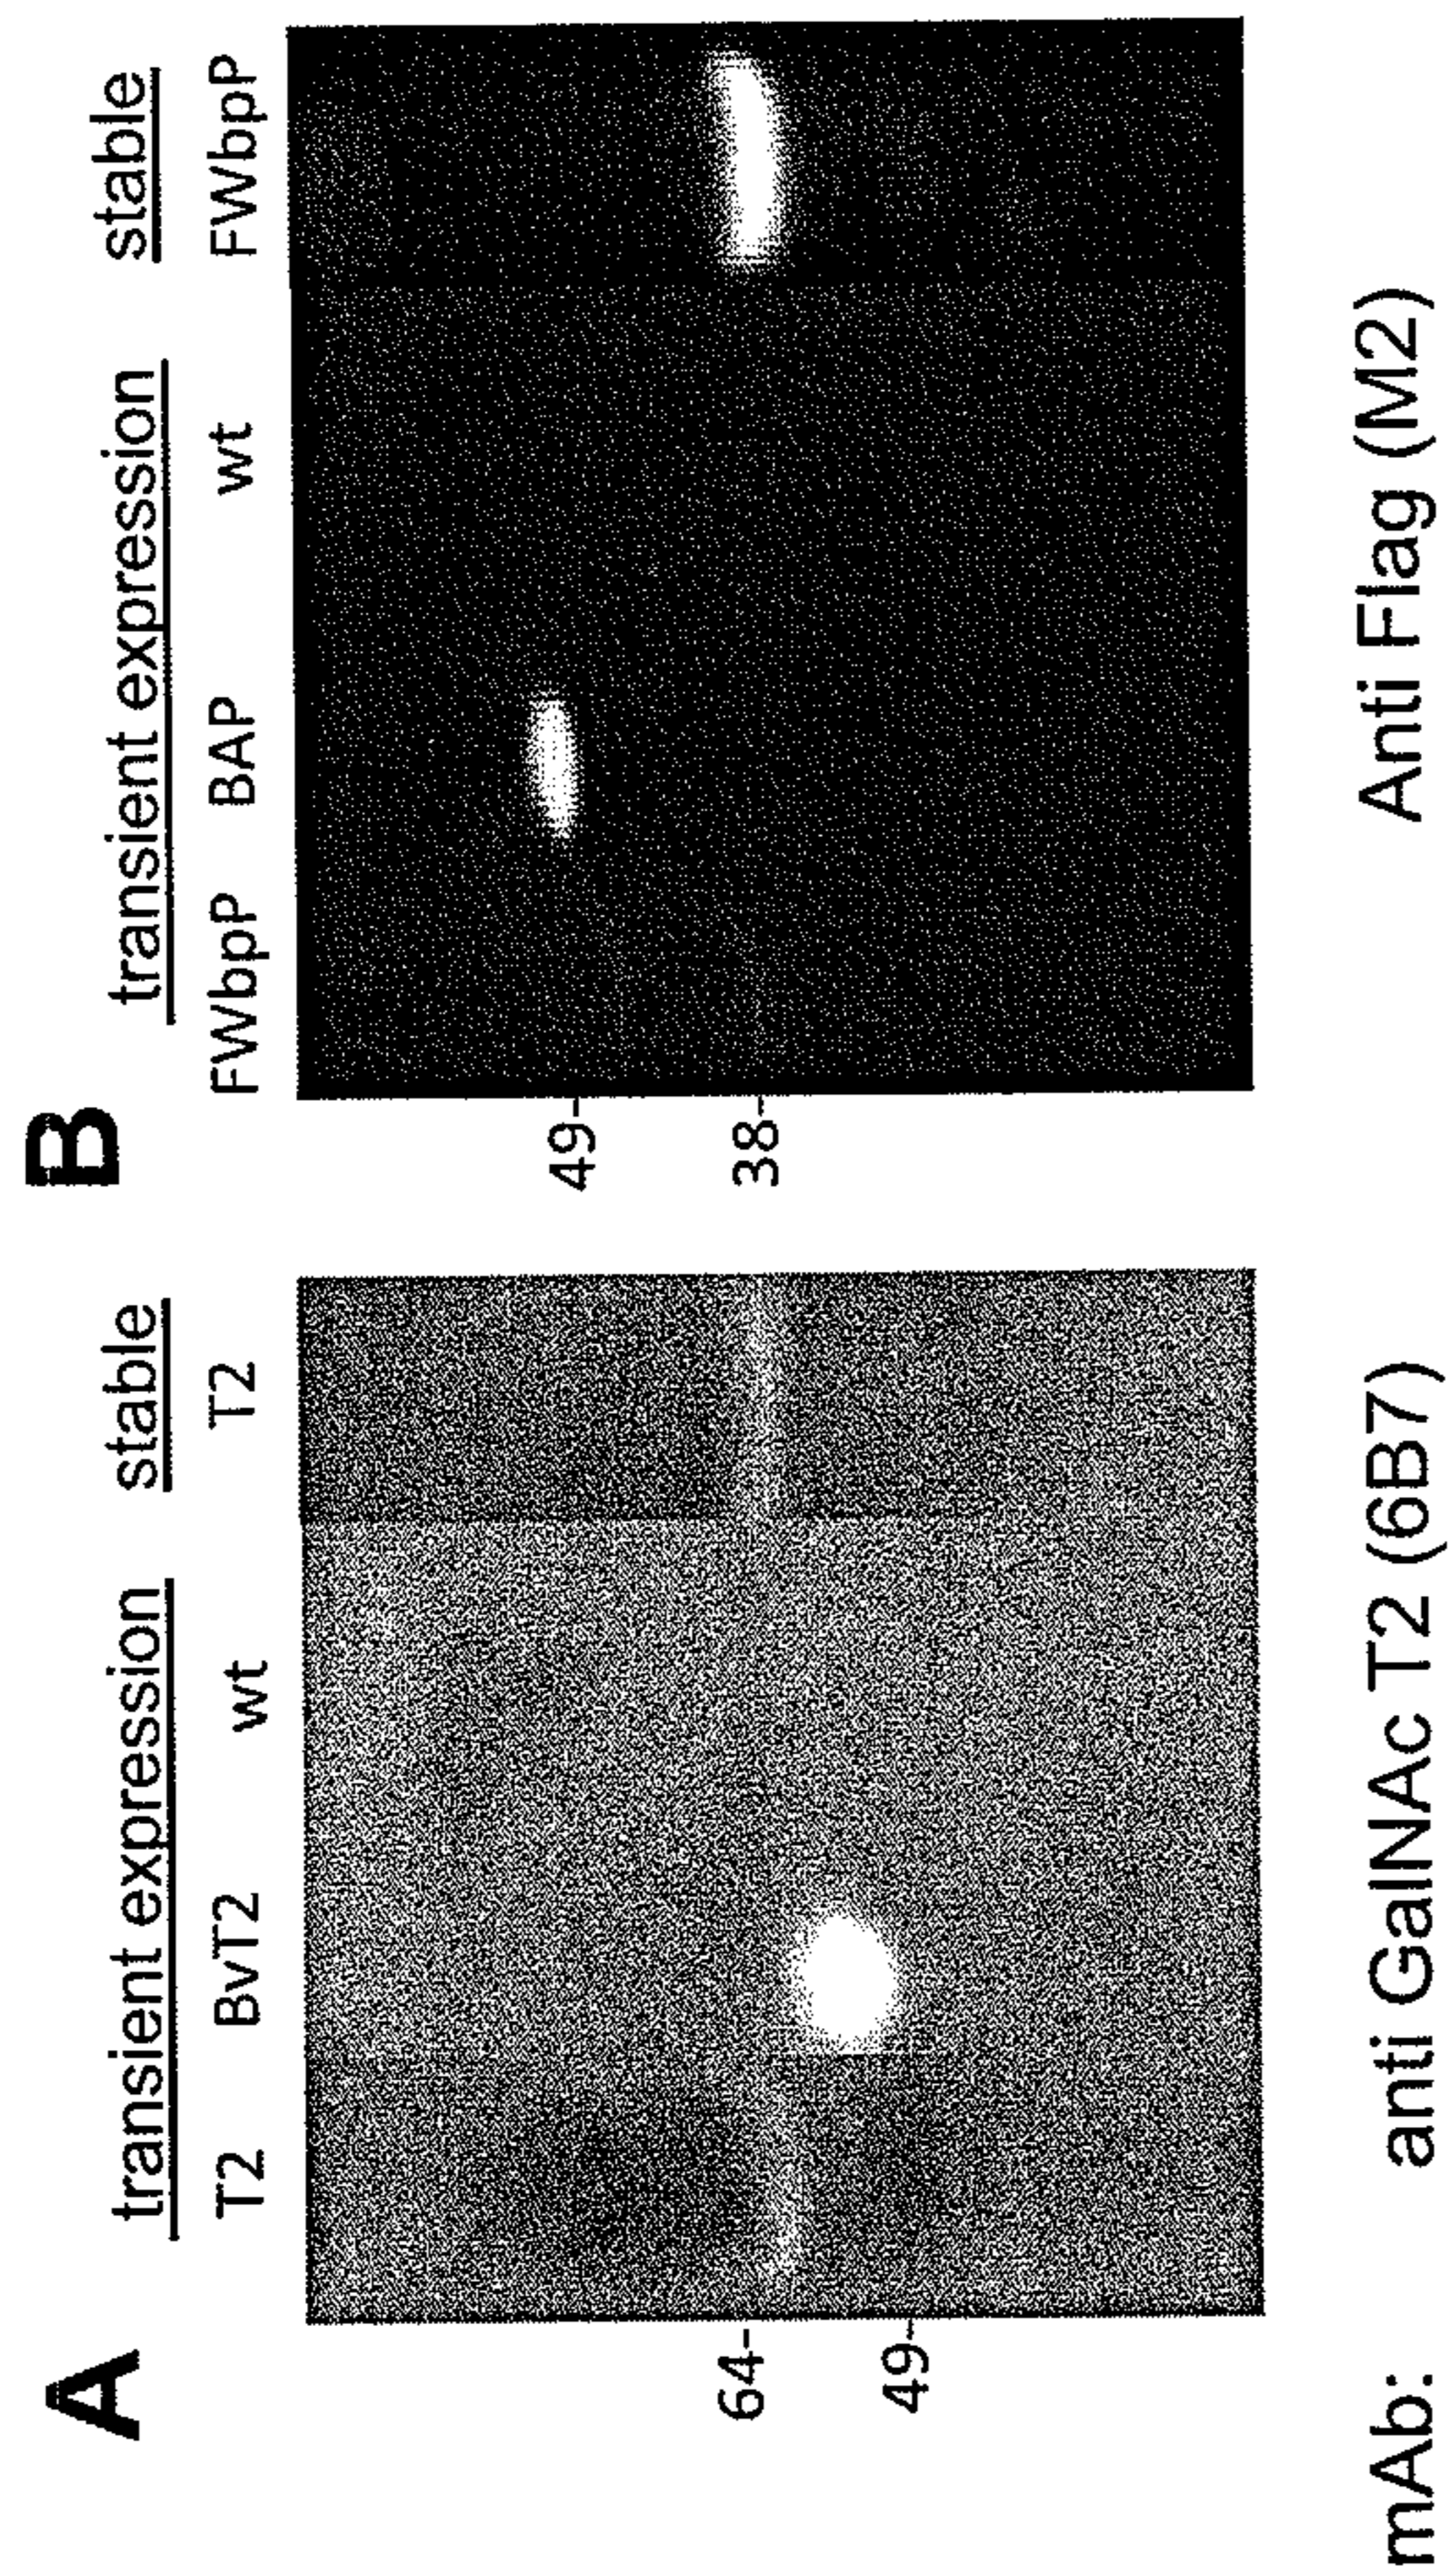 A
transient expression
stable
T2 BvT2 wt T2
64-
49-
mAb: anti GalNAc T2 (6B7)
B
transient expression
stable
FWbpP BAP wt FWbpP
49-
38-
Anti Flag (M2)